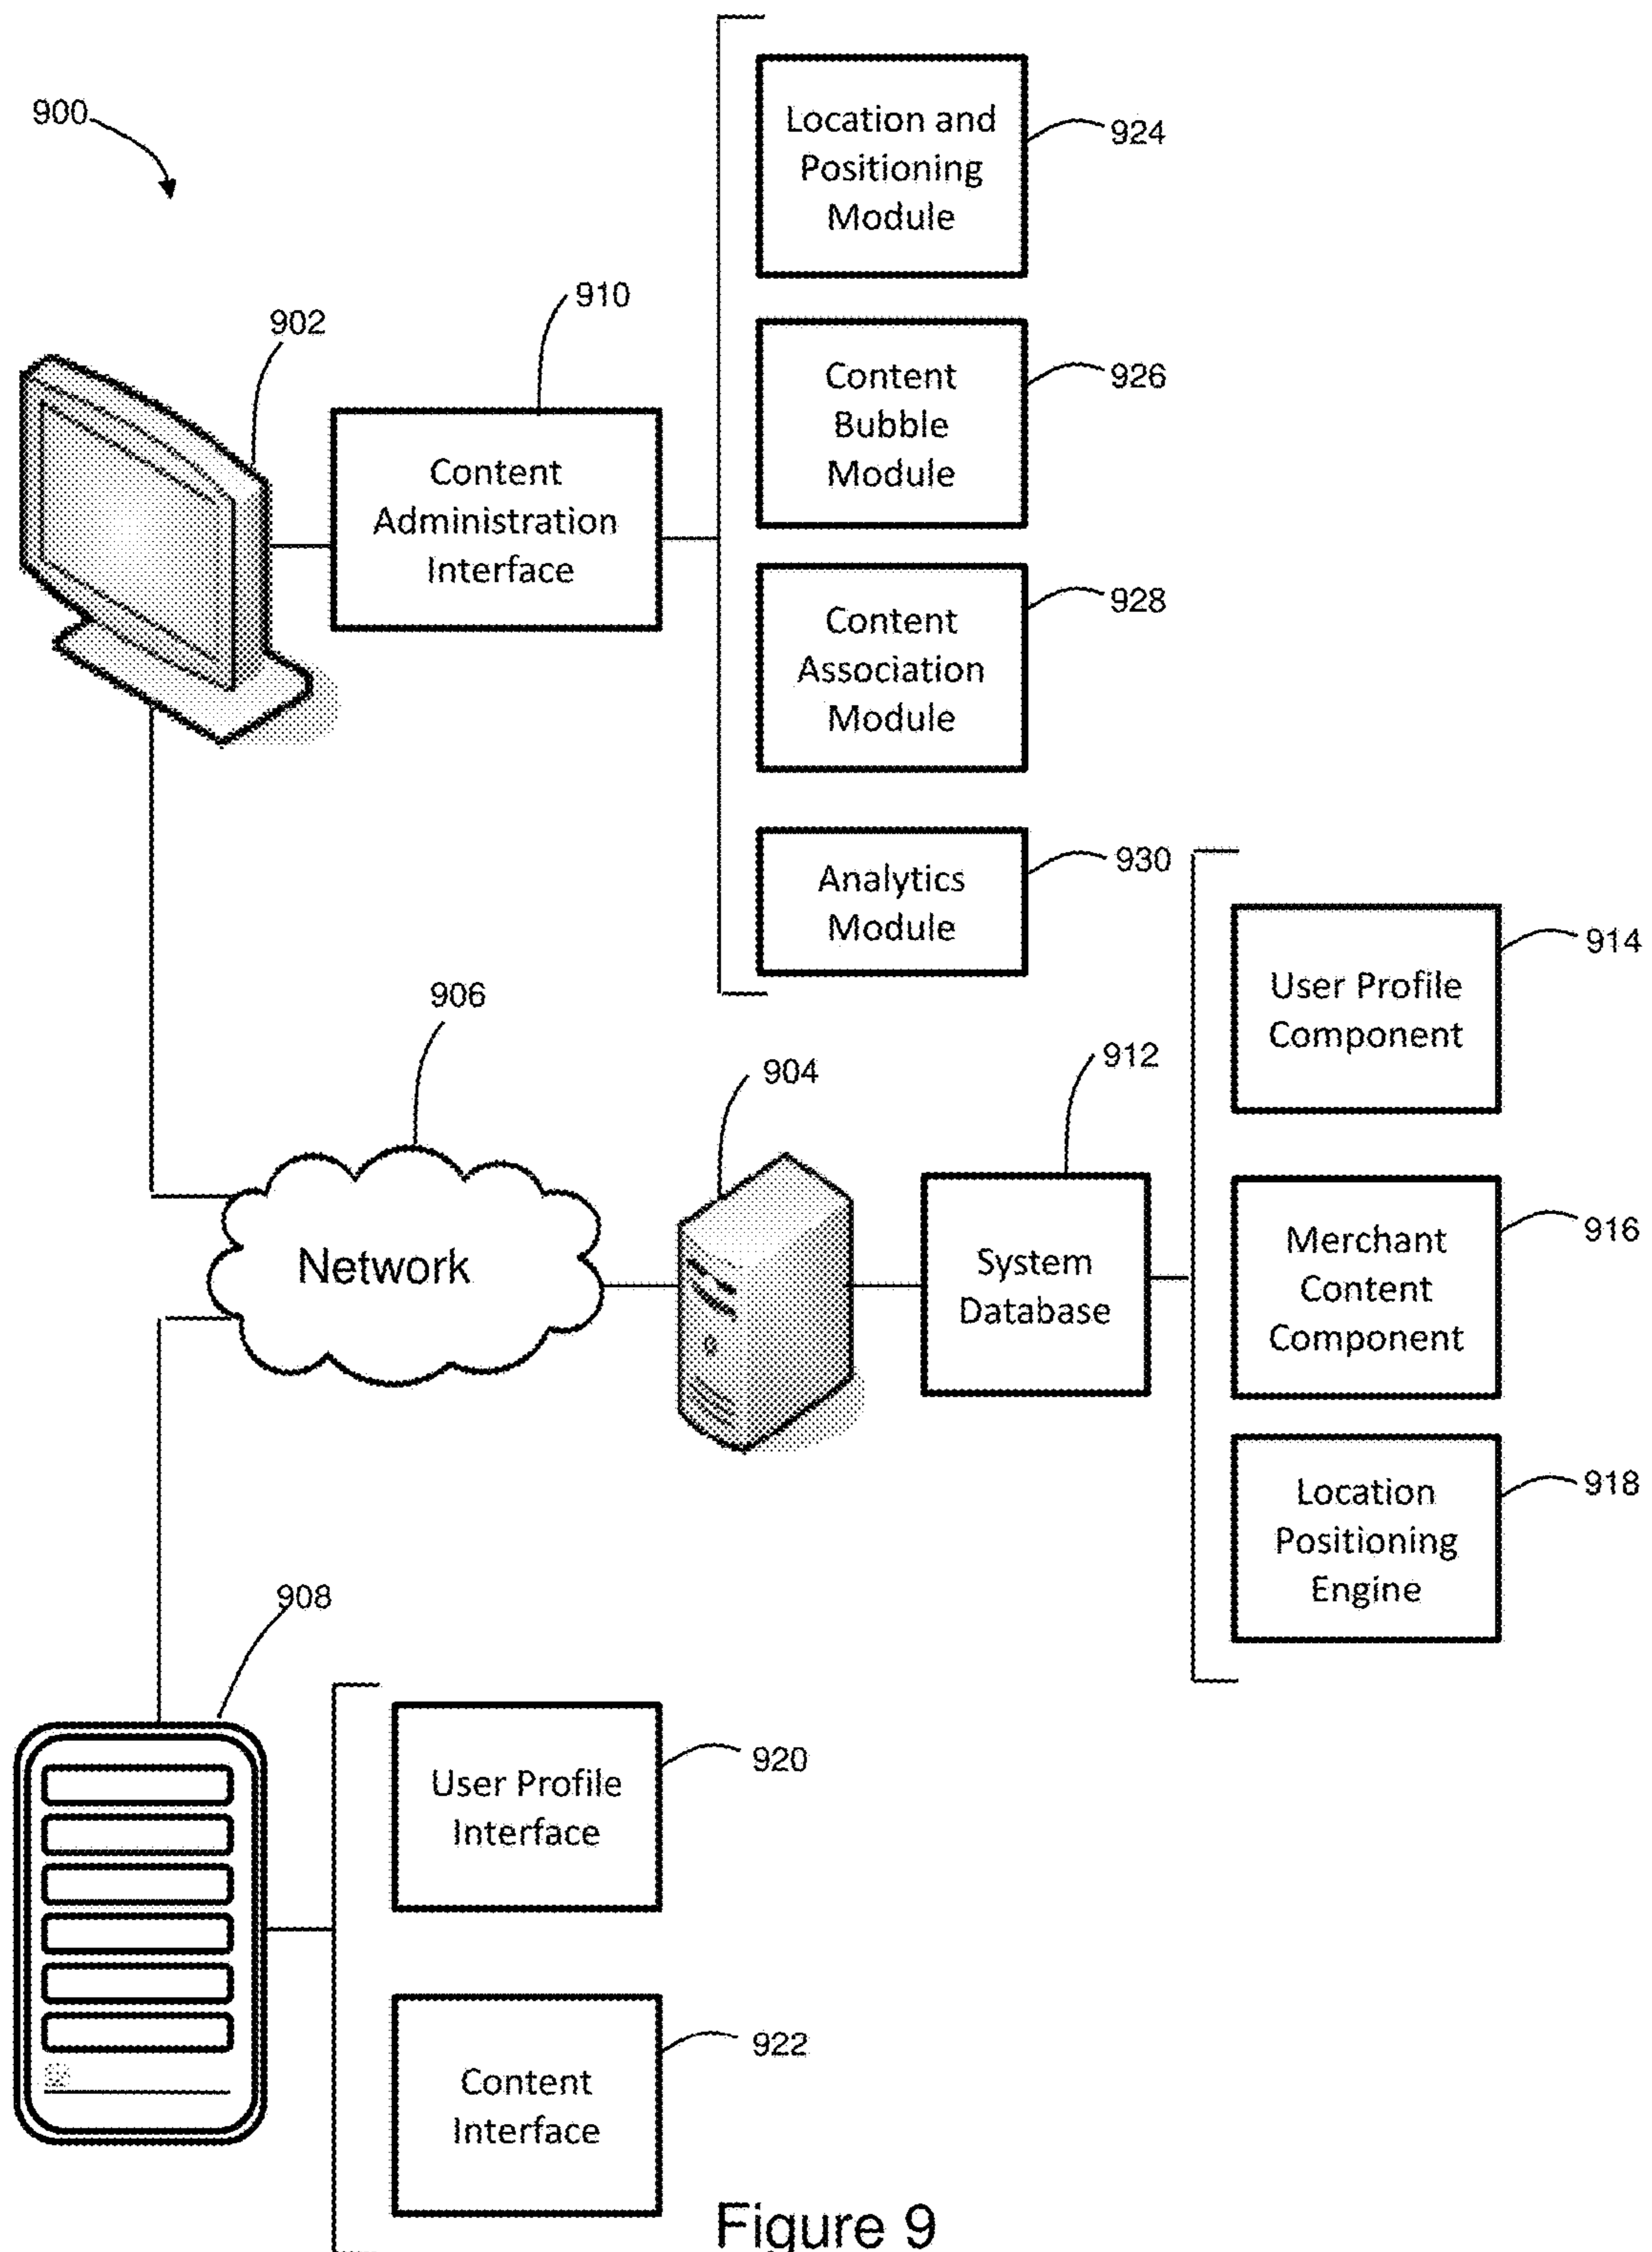 900
Location and
Positioning
Module
924
902
910
Content
Administration
Interface
Content
Bubble
Module
926
Content
Association
Module
928
Analytics
Module
930
906
Network
904
912
System
Database
User Profile
Component
914
Merchant
Content
Component
916
Location
Positioning
Engine
918
908
User Profile
Interface
920
Content
Interface
922
Figure 9